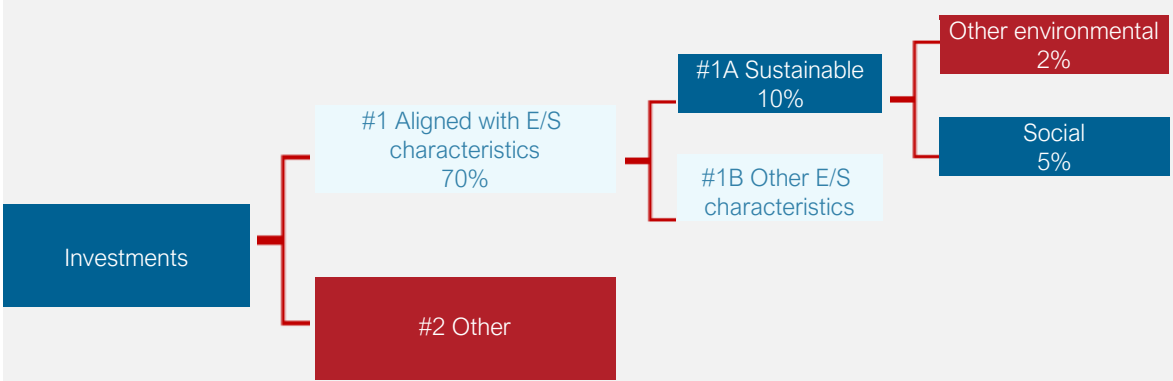 Other environmental
2%
#1A Sustainable
10%
#1 Aligned with E/S
characteristics
70%
Social
5%
#1B Other E/S
characteristics
Investments
#2 Other